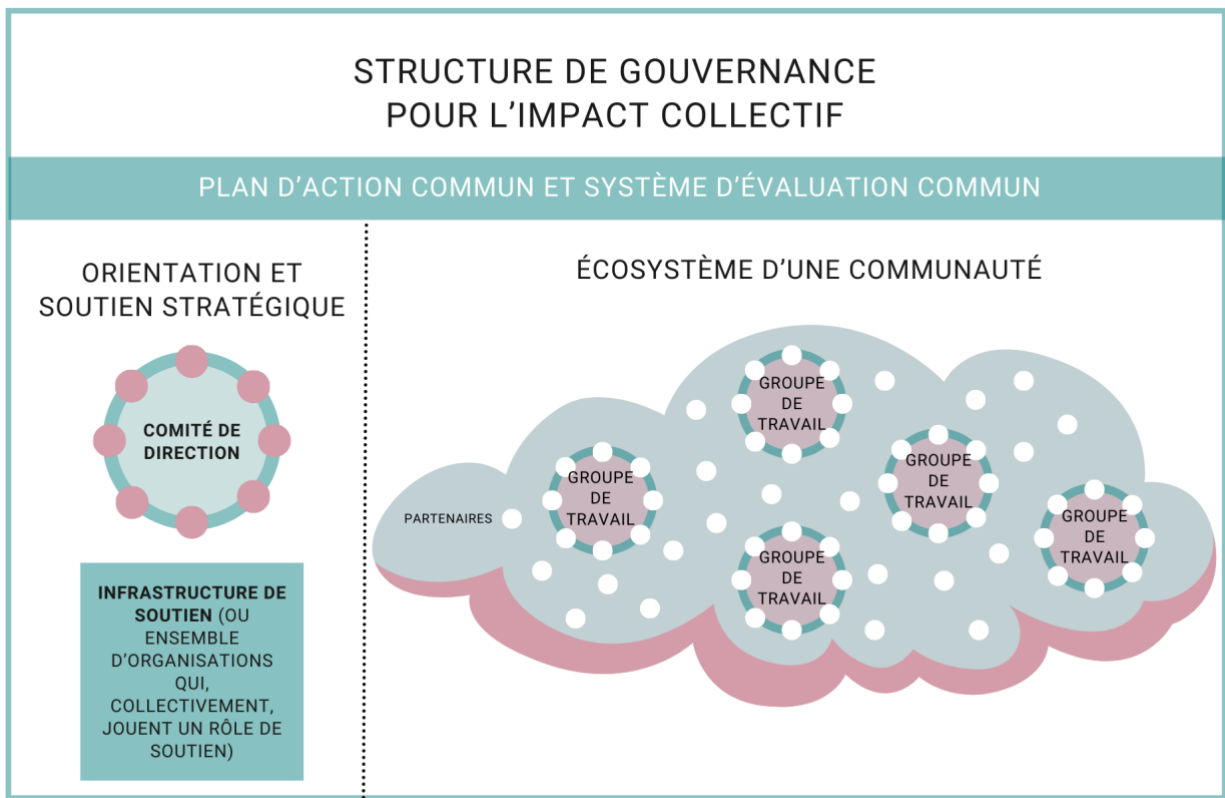 STRUCTURE DE GOUVERNANCE
POUR L'IMPACT COLLECTIF
PLAN D'ACTION COMMUN ET SYSTÈME D'ÉVALUATION COMMUN
ORIENTATION ET
SOUTIEN STRATÉGIQUE
COMITÉ DE
DIRECTION
INFRASTRUCTURE DE
SOUTIEN (OU
ENSEMBLE
D'ORGANISATIONS
QUI,
COLLECTIVEMENT,
JOUENT UN RÔLE DE
SOUTIEN)
ÉCOSYSTÈME D'UNE COMMUNAUTÉ
PARTENAIRES
GROUPE
DE
TRAVAIL
GROUPE
DE
TRAVAIL
GROUPE
DE
TRAVAIL
GROUPE
DE
TRAVAIL
GROUPE
DE
TRAVAIL